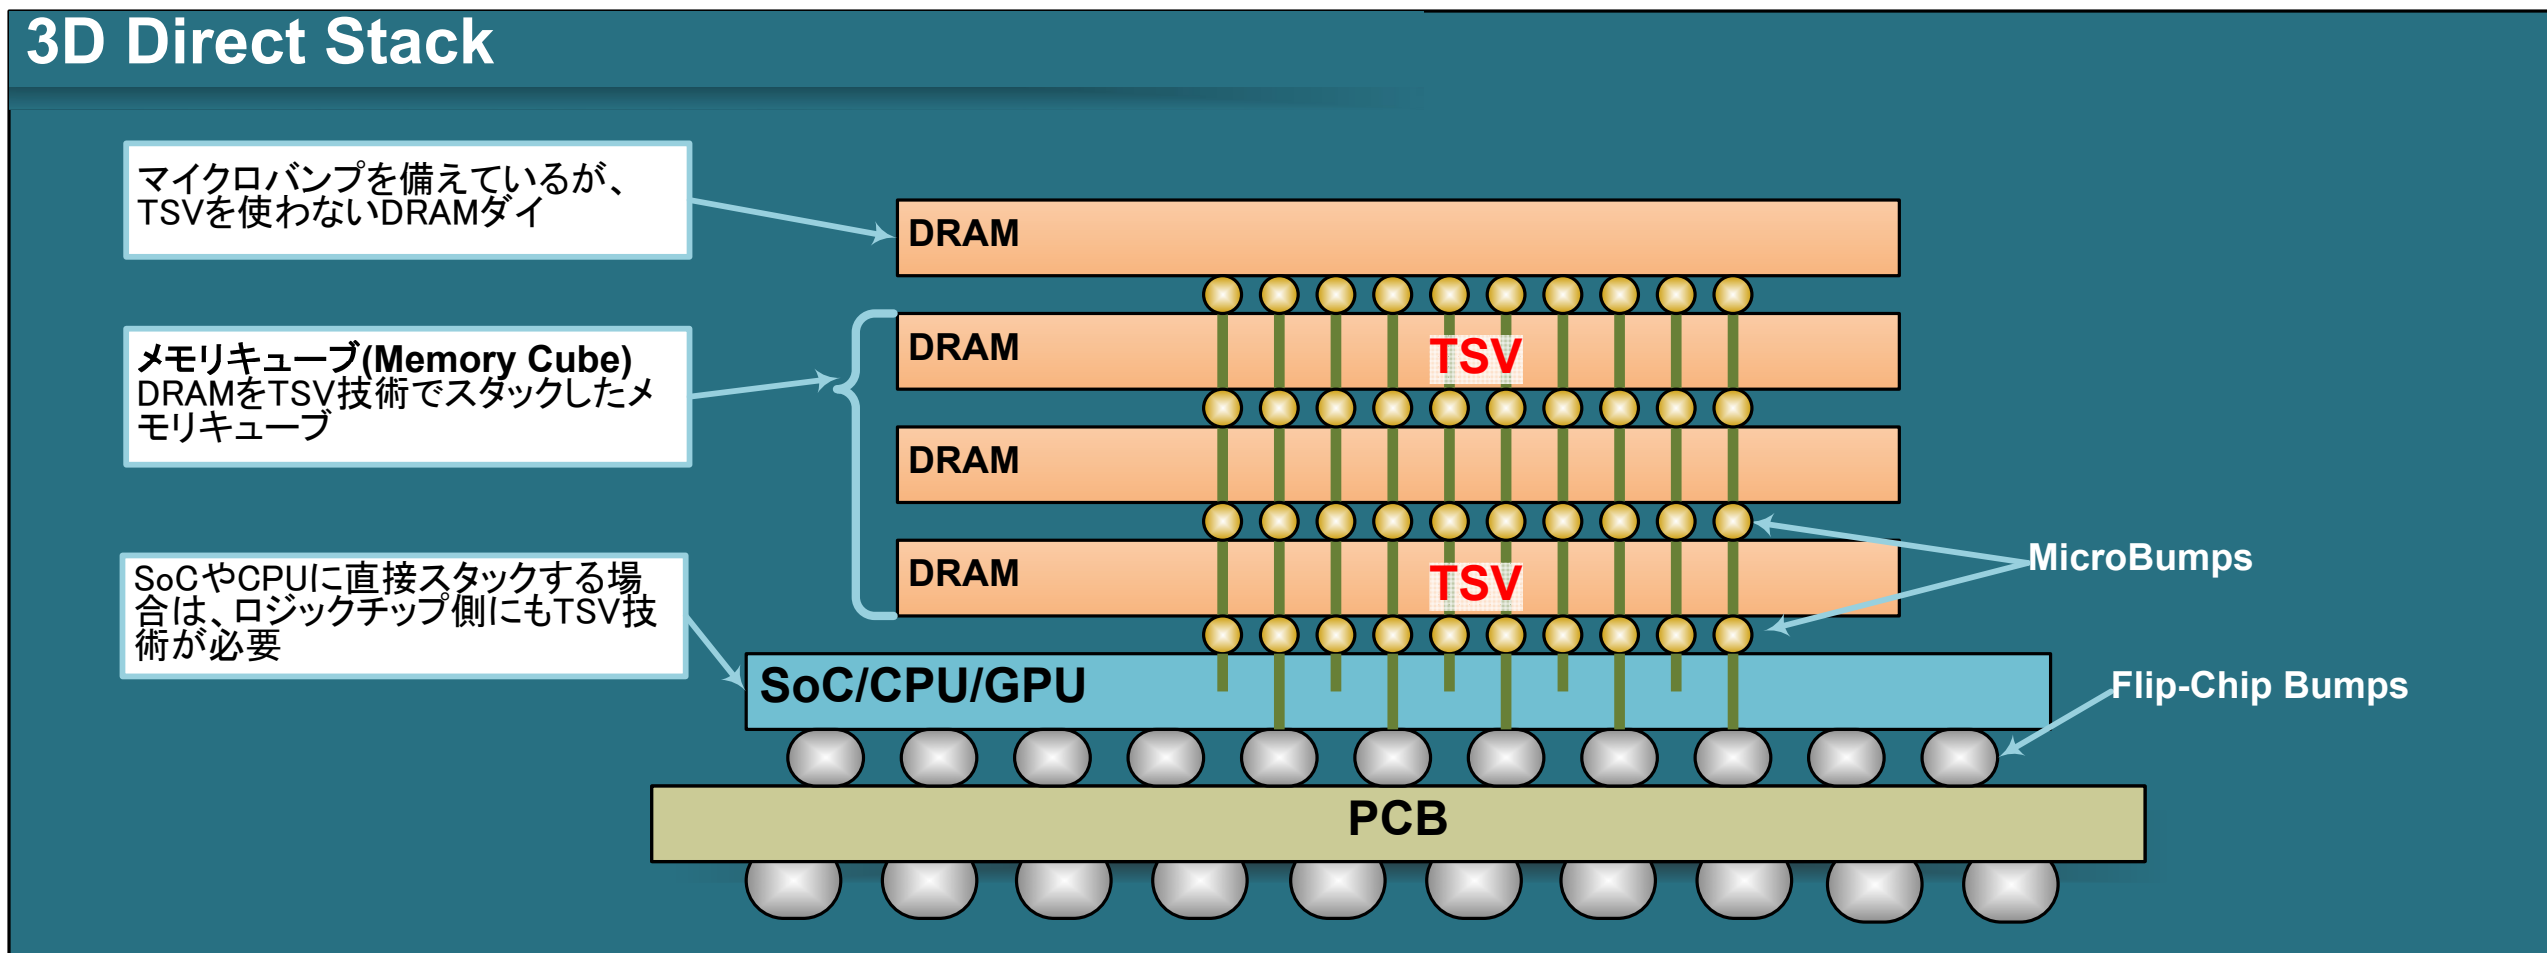 3D Direct Stack
マイクロバンプを備えているが、
TSVを使わないDRAMダイ
DRAM
メモリキューブ(Memory Cube)
DRAMをTSV技術でスタックしたメ
モリキューブ
DRAM
TSV
DRAM
SoCやCPUに直接スタックする場
合は、ロジックチップ側にもTSV技
術が必要
DRAM
TSV
MicroBumps
SoC/CPU/GPU
Flip-Chip Bumps
PCB